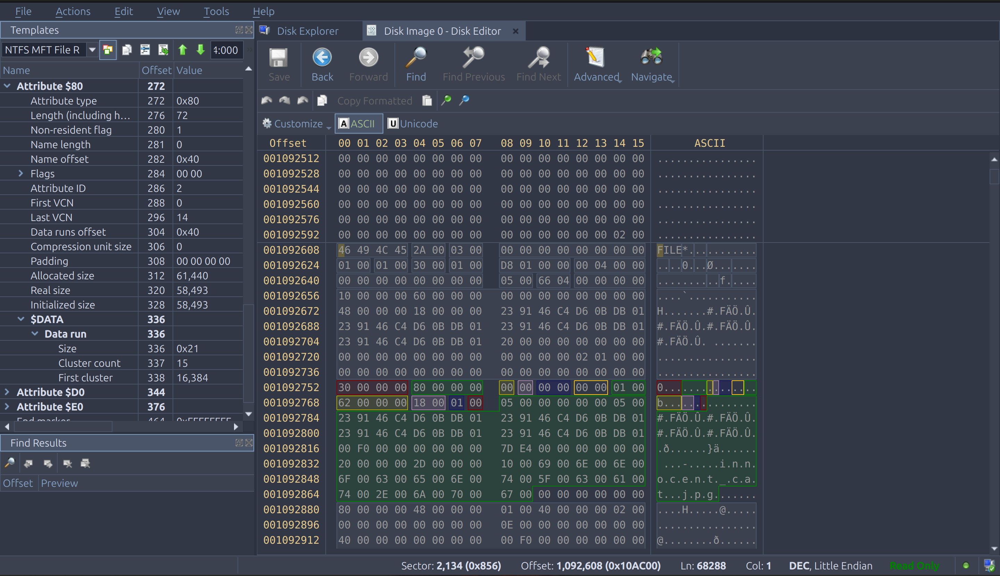 File Actions Edit View Tools Help
Templates
NTFS MFT File R 4:000
Name Offset Value
Attribute $80 272
Attribute type 272 0x80
Length (including h... 276 72
Non-resident flag 280 1
Name length 281 0
Name offset 282 0x40
Flags 284 00 00
Attribute ID 286 2
First VCN 288 0
Last VCN 296 14
Data runs offset 304 0x40
Compression unit size 306 0
Padding 308 00 00 00 00
Allocated size 312 61,440
Real size 320 58,493
Initialized size 328 58,493
$DATA 336
Data run 336
Size 336 0x21
Cluster count 337 15
First cluster 338 16,384
Attribute $D0 344
Attribute $E0 376
End marker 464 0xFFFFFFFF
Find Results
Offset Preview
Disk Explorer Disk Image 0 - Disk Editor
Save Back Forward Find Find Previous Find Next Advanced Navigate
Copy Formatted
Customize A ASCII U Unicode
Offset 00 01 02 03 04 05 06 07 08 09 10 11 12 13 14 15 ASCII
001092512 00 00 00 00 00 00 00 00 00 00 00 00 00 00 00 00 ................
001092528 00 00 00 00 00 00 00 00 00 00 00 00 00 00 00 00 ................
001092544 00 00 00 00 00 00 00 00 00 00 00 00 00 00 00 00 ................
001092560 00 00 00 00 00 00 00 00 00 00 00 00 00 00 00 00 ................
001092576 00 00 00 00 00 00 00 00 00 00 00 00 00 00 00 00 ................
001092592 00 00 00 00 00 00 00 00 00 00 00 00 00 00 02 00 ................
001092608 46 49 4C 45 2A 00 03 00 00 00 00 00 00 00 00 00 FILE*...........
001092624 01 00 01 00 30 00 01 00 D8 01 00 00 00 04 00 00 ....0...Ø.......
001092640 00 00 00 00 00 00 00 00 05 00 66 04 00 00 00 00 ..........f.....
001092656 10 00 00 00 60 00 00 00 00 00 00 00 00 00 00 00 ....`...........
001092672 48 00 00 00 18 00 00 00 23 91 46 C4 D6 0B DB 01 H.......#.FÄÖ.Û.
001092688 23 91 46 C4 D6 0B DB 01 23 91 46 C4 D6 0B DB 01 #.FÄÖ.Û.#.FÄÖ.Û.
001092704 23 91 46 C4 D6 0B DB 01 20 00 00 00 00 00 00 00 #.FÄÖ.Û. .......
001092720 00 00 00 00 00 00 00 00 00 00 00 00 02 01 00 00 ................
001092736 00 00 00 00 00 00 00 00 00 00 00 00 00 00 00 00 ................
001092752 30 00 00 00 80 00 00 00 00 00 00 00 00 00 01 00 0...............
001092768 62 00 00 00 18 00 01 00 05 00 00 00 00 00 05 00 b...............
001092784 23 91 46 C4 D6 0B DB 01 23 91 46 C4 D6 0B DB 01 #.FÄÖ.Û.#.FÄÖ.Û.
001092800 23 91 46 C4 D6 0B DB 01 23 91 46 C4 D6 0B DB 01 #.FÄÖ.Û.#.FÄÖ.Û.
001092816 00 F0 00 00 00 00 00 00 7D E4 00 00 00 00 00 00 .ð......}ä......
001092832 20 00 00 00 2D 00 00 00 10 00 69 00 6E 00 6E 00 ...-.....i.n.n.
001092848 6F 00 63 00 65 00 6E 00 74 00 5F 00 63 00 61 00 o.c.e.n.t._.c.a.
001092864 74 00 2E 00 6A 00 70 00 67 00 00 00 00 00 00 00 t...j.p.g.......
001092880 80 00 00 00 48 00 00 00 01 00 40 00 00 00 02 00 ....H.....@.....
001092896 00 00 00 00 00 00 00 00 0E 00 00 00 00 00 00 00 ................
001092912 40 00 00 00 00 00 00 00 00 F0 00 00 00 00 00 00 @........ð......
Sector: 2,134 (0x856) Offset: 1,092,608 (0x10AC00) Ln: 68288 Col: 1 DEC, Little Endian Read Only